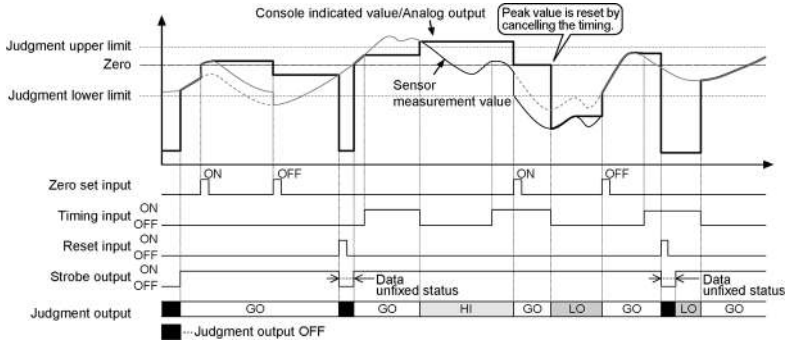 Console indicated value/Analog output
Peak value is reset by
cancelling the timing.
Judgment upper limit
Zero
Judgment lower limit
Sensor
measurement value
Zero set input
ON
OFF
ON
OFF
Timing input
ON
OFF
Reset input
ON
OFF
Strobe output
ON
OFF
Data
unfixed status
Data
unfixed status
Judgment output
GO
GO
HI
GO
LO
GO
LO
GO
···Judgment output OFF